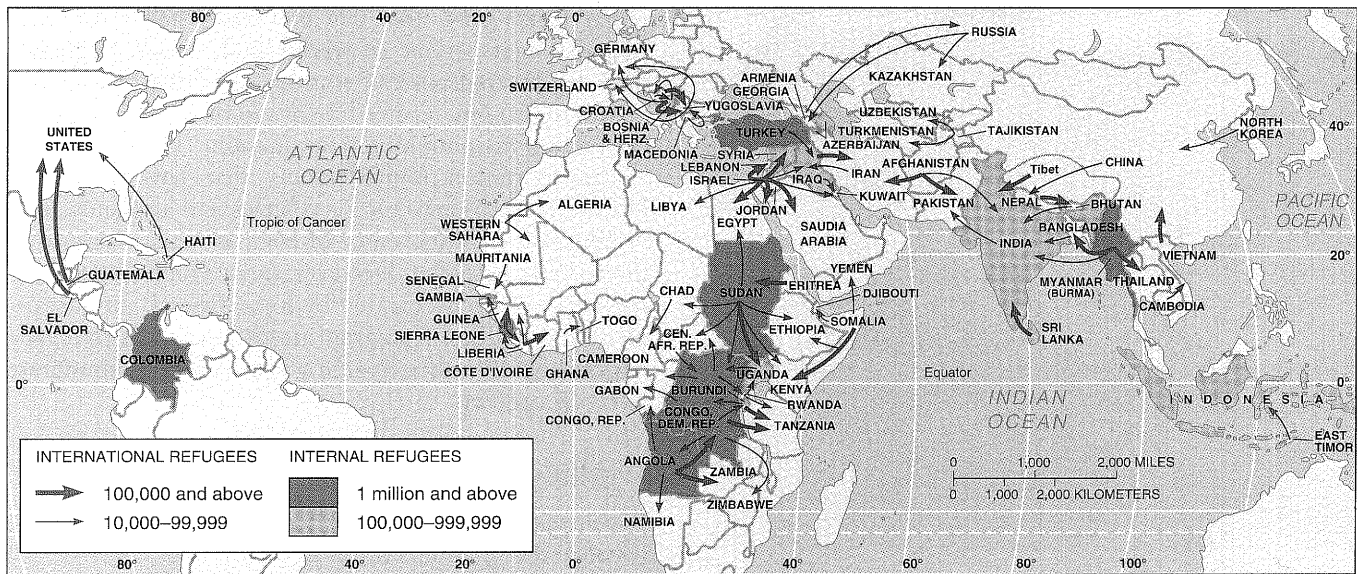 80°
40°
0°
40°
80°
RUSSIA
GERMANY
KAZAKHSTAN
ARMENIA
GEORGIA
SWITZERLAND
CROATIA
YUGOSLAVIA
UZBEKISTAN
NORTH
KOREA
BOSNIA
& HERZ.
TURKEY
TURKMENISTAN
TAJIKISTAN
40°
UNITED
STATES
ATLANTIC
OCEAN
MACEDONIA
SYRIA
AZERBAIJAN
AFGHANISTAN
CHINA
LEBANON
ISRAEL
IRAQ
IRAN
Tibet
KUWAIT
PAKISTAN
NEPAL
BHUTAN
PACIFIC
OCEAN
ALGERIA
LIBYA
JORDAN
EGYPT
SAUDIA
ARABIA
BANGLADESH
Tropic of Cancer
WESTERN
SAHARA
INDIA
HAITI
MAURITANIA
VIETNAM
20°
GUATEMALA
SENEGAL
YEMEN
MYANMAR
(BURMA)
THAILAND
GAMBIA
CHAD
SUDAN
ERITREA
DJIBOUTI
CAMBODIA
EL
SALVADOR
GUINEA
TOGO
ETHIOPIA
SOMALIA
SRI
LANKA
SIERRA LEONE
CEN.
AFR. REP.
COLOMBIA
LIBERIA
CAMEROON
CÔTE D'IVOIRE
GHANA
UGANDA
Equator
0°
GABON
BURUNDI
KENYA
0°
RWANDA
INDIAN
OCEAN
INDONESIA
CONGO, REP.
CONGO,
DEM. REP.
TANZANIA
EAST
TIMOR
ANGOLA
ZAMBIA
ZIMBABWE
NAMIBIA
0 1,000 2,000 MILES
0 1,000 2,000 KILOMETERS
INTERNATIONAL REFUGEES
100,000 and above
10,000–99,999
INTERNAL REFUGEES
1 million and above
100,000–999,999
80°
40°
20°
0°
40°
60°
80°
100°